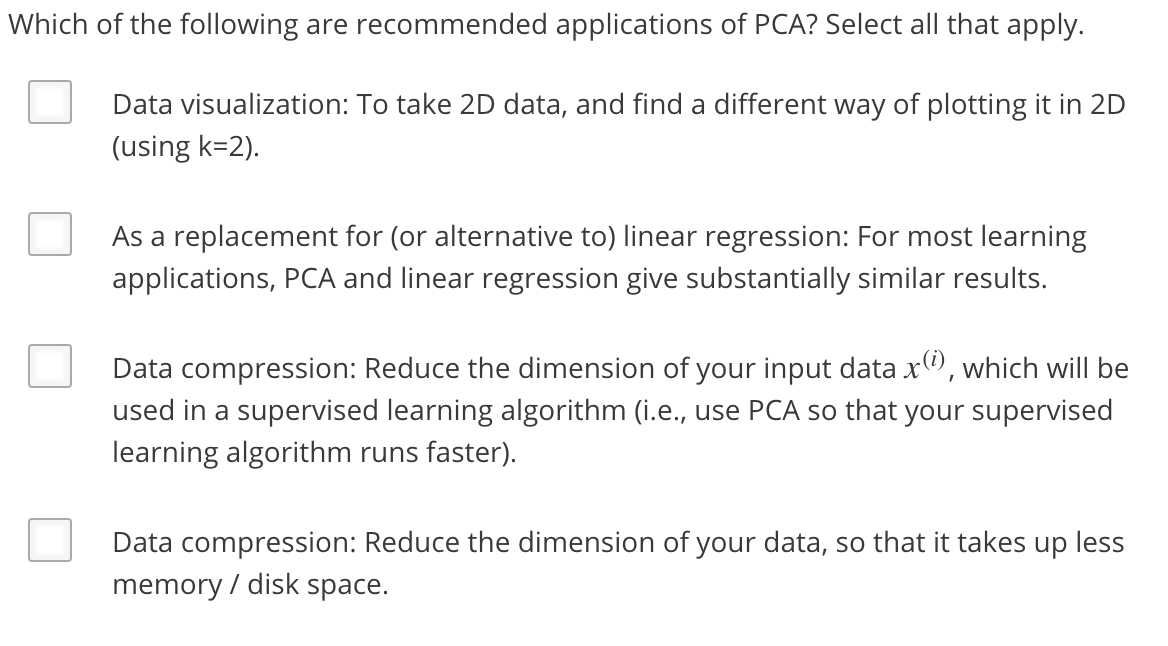 Which of the following are recommended applications of PCA? Select all that apply.
Data visualization: To take 2D data, and find a different way of plotting it in 2D
(using k=2).
As a replacement for (or alternative to) linear regression: For most learning
applications, PCA and linear regression give substantially similar results.
Data compression: Reduce the dimension of your input data x⁽ⁱ⁾, which will be
used in a supervised learning algorithm (i.e., use PCA so that your supervised
learning algorithm runs faster).
Data compression: Reduce the dimension of your data, so that it takes up less
memory / disk space.